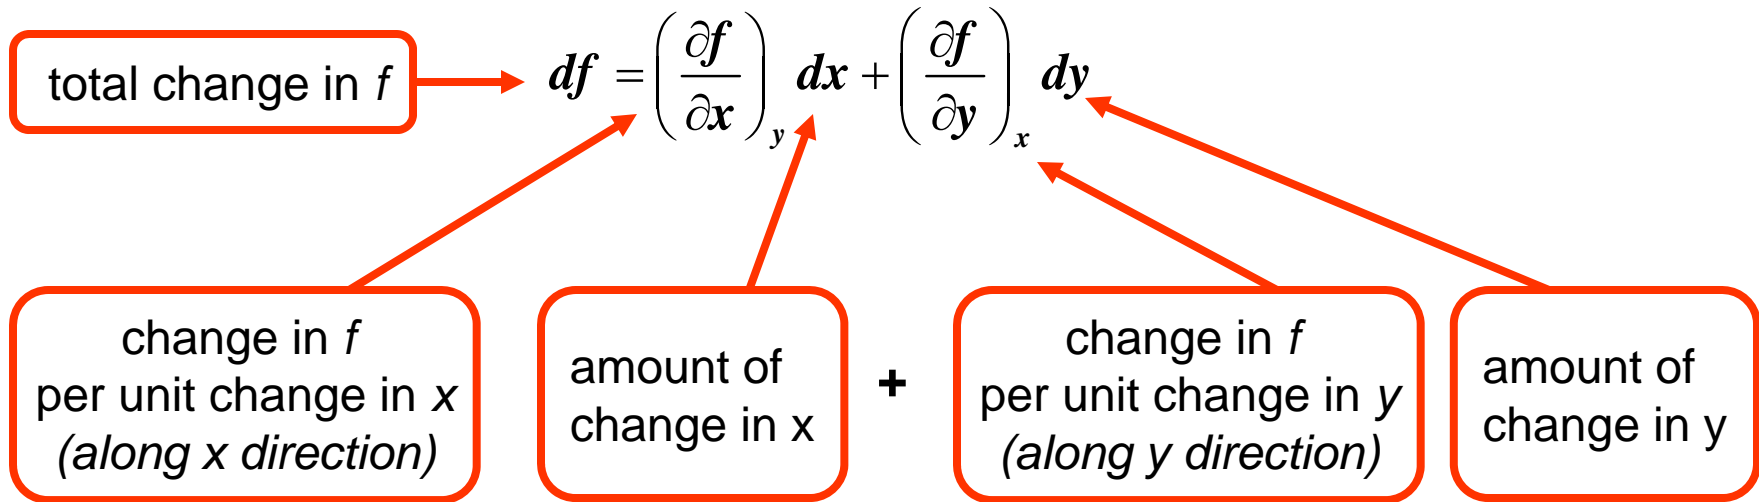 total change in f
df = (∂f/∂x)_y dx + (∂f/∂y)_x dy
change in f
per unit change in x
(along x direction)
amount of
change in x
+
change in f
per unit change in y
(along y direction)
amount of
change in y